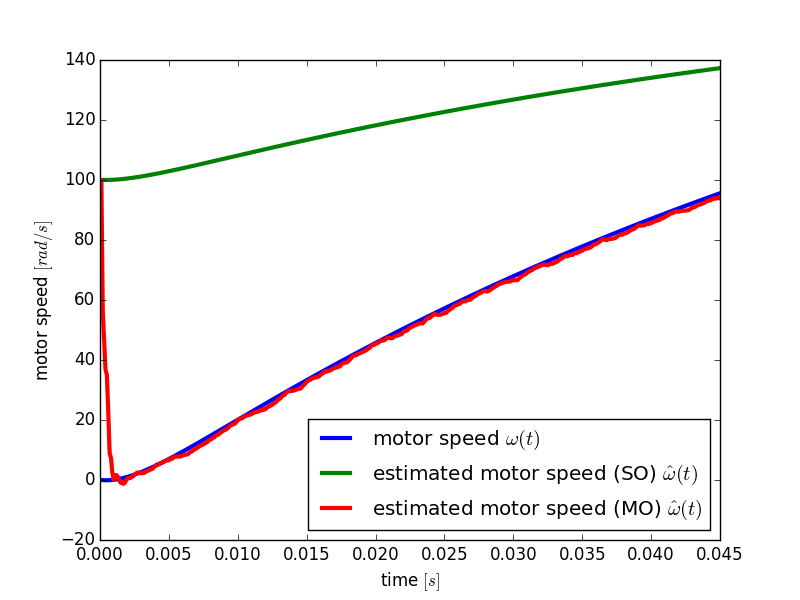 140
120
100
80
60
40
20
0
−20
motor speed [rad/s]
0.000 0.005 0.010 0.015 0.020 0.025 0.030 0.035 0.040 0.045
time [s]
motor speed ω(t)
estimated motor speed (SO) ω̂(t)
estimated motor speed (MO) ω̂(t)